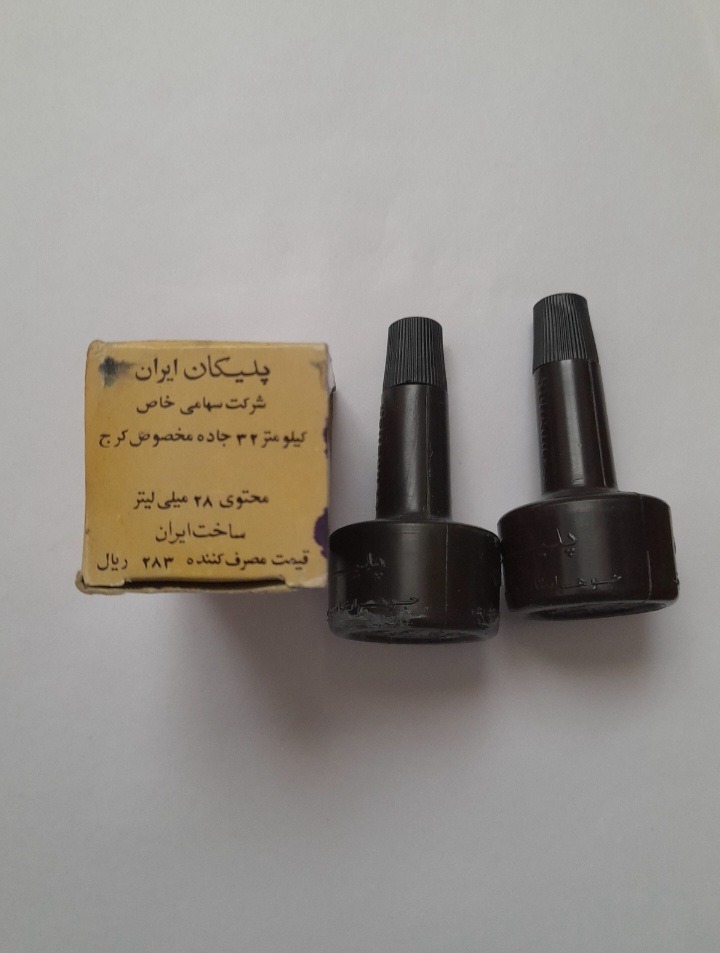 پلیکان ایران
شرکت سهامی خاص
کیلومتر ۳۲ جاده مخصوص کرج
محتوی ۲۸ میلی لیتر
ساخت ایران
قیمت مصرف کننده ۲۸۳ ریال